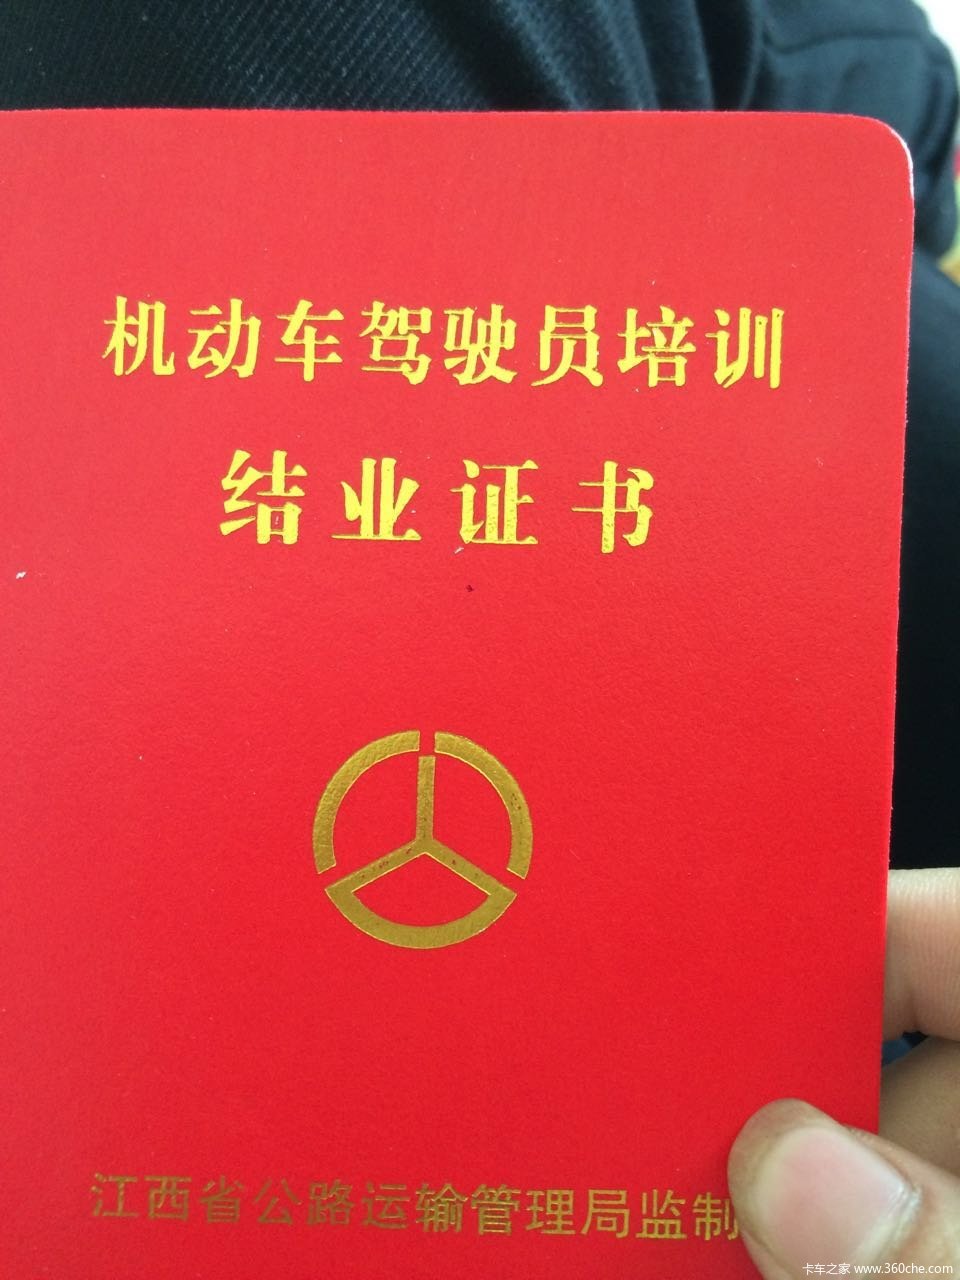 机动车驾驶员培训
结业证书
江西省公路运输管理局监制
卡车之家 www.360che.com